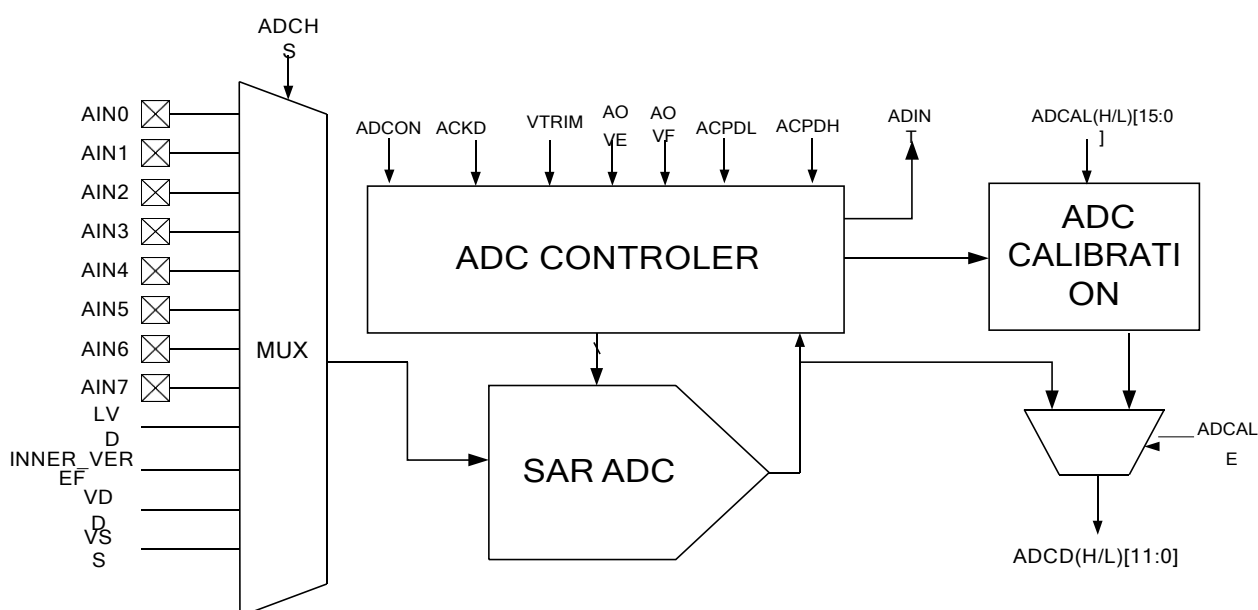 ADCH
S
AIN0
AIN1
AIN2
AIN3
AIN4
AIN5
AIN6
AIN7
LV
D
INNER_VER
EF
VD
D
VS
S
MUX
ADCON
ACKD
VTRIM
AO
VE
AO
VF
ACPDL
ACPDH
ADIN
T
ADCAL(H/L)[15:0
]
ADC CONTROLER
ADC
CALIBRATI
ON
SAR ADC
ADCAL
E
ADCD(H/L)[11:0]